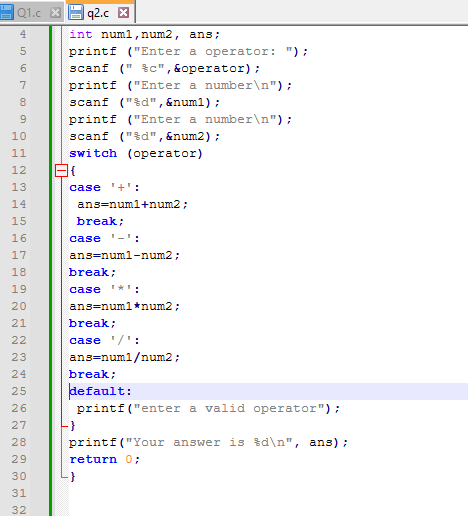 Q1.c q2.c
4 int num1,num2, ans;
5 printf ("Enter a operator: ");
6 scanf (" %c",&operator);
7 printf ("Enter a number\n");
8 scanf ("%d",&num1);
9 printf ("Enter a number\n");
10 scanf ("%d",&num2);
11 switch (operator)
12 {
13 case '+':
14 ans=num1+num2;
15 break;
16 case '-':
17 ans=num1-num2;
18 break;
19 case '*':
20 ans=num1*num2;
21 break;
22 case '/':
23 ans=num1/num2;
24 break;
25 default:
26 printf("enter a valid operator");
27 }
28 printf("Your answer is %d\n", ans);
29 return 0;
30 }
31
32